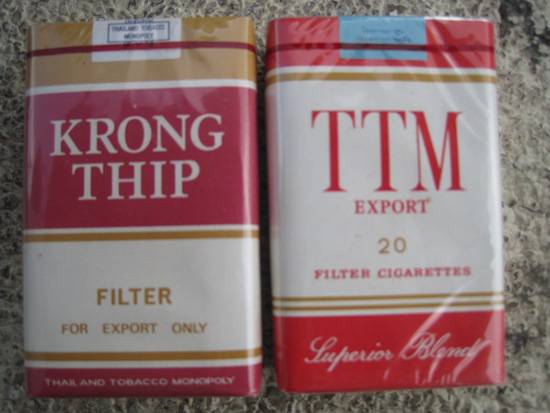 THAILAND TOBACCO
MONOPOLY
KRONG
THIP
FILTER
FOR EXPORT ONLY
THAILAND TOBACCO MONOPOLY
TTM
EXPORT
20
FILTER CIGARETTES
Superior Blend